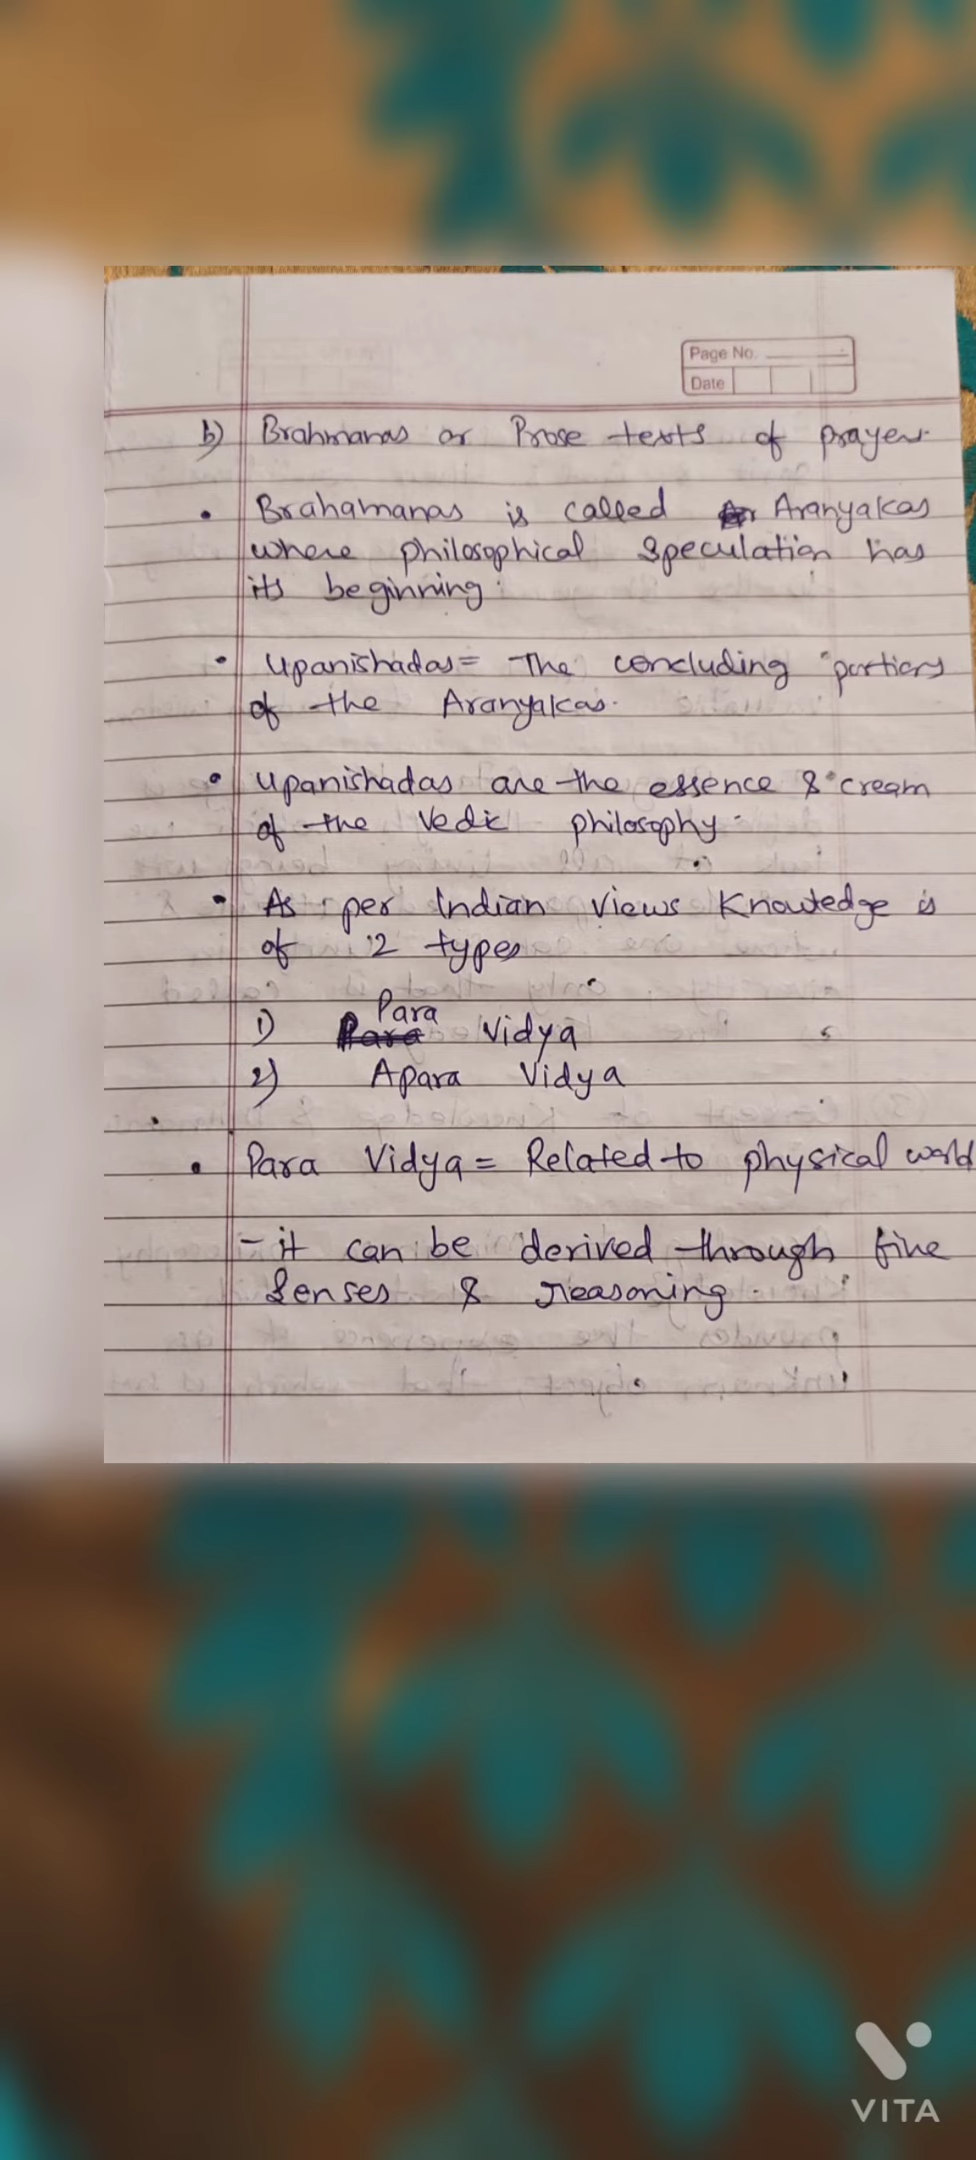 Page No.
Date
b) Brahmanas or Prose texts of prayer.
• Brahamanas is called Aranyakas
where philosophical speculation has
its beginning.
• Upanishadas = The concluding portions
of the Aranyakas.
• Upanishadas are the essence & cream
of the Vedic philosophy.
• As per Indian views Knowledge is
of 2 types
1) Para Vidya
2) Apara Vidya
• Para Vidya = Related to physical world
- it can be derived through five
Senses & reasoning.
VITA